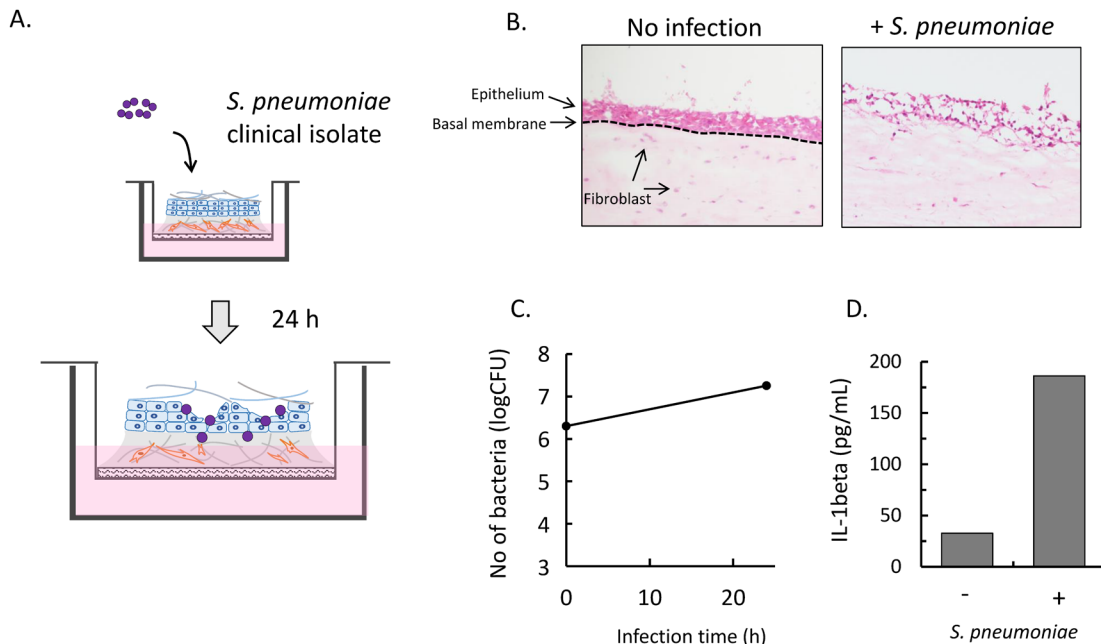 A.
S. pneumoniae
clinical isolate
24 h
B.
No infection
+ S. pneumoniae
Epithelium
Basal membrane
Fibroblast
C.
No of bacteria (logCFU)
8
7
6
5
4
3
0
10
20
Infection time (h)
D.
IL-1beta (pg/mL)
200
150
100
50
0
-
+
S. pneumoniae